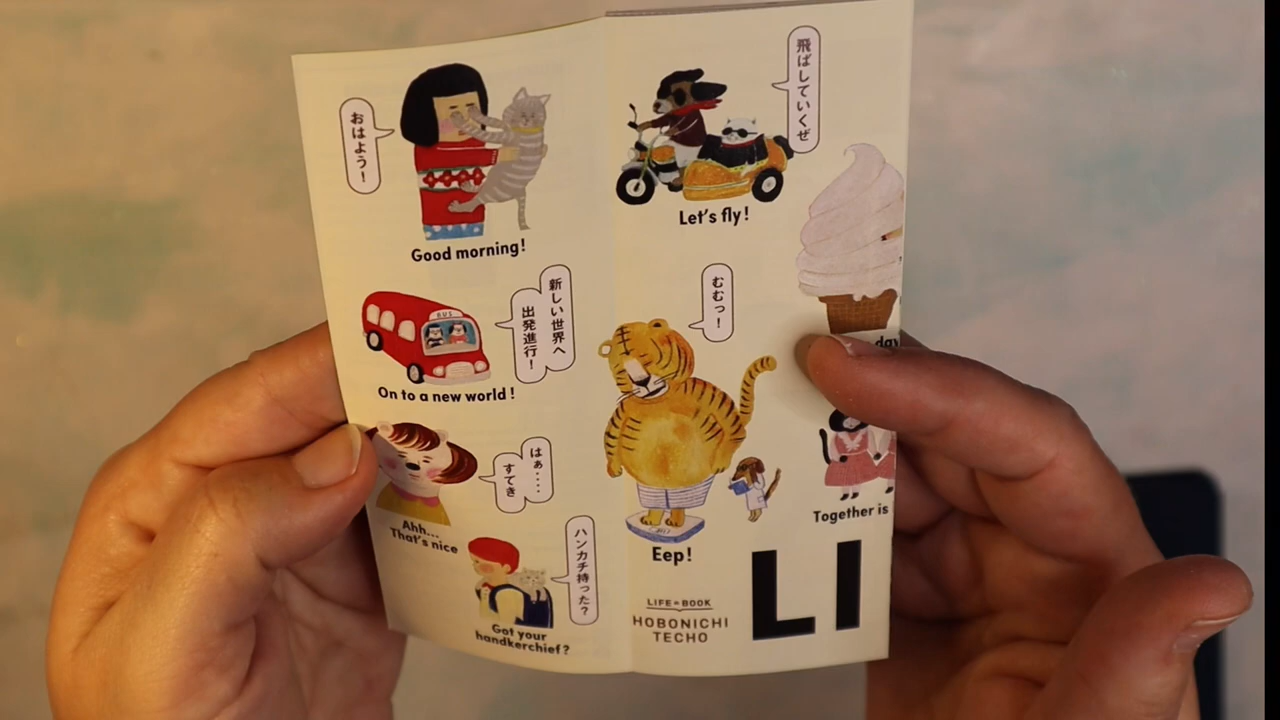 おはよう！
Good morning!
新しい世界へ
出発進行！
BUS
On to a new world!
はぁ・・・・
すてき
Ahh...
That's nice
ハンカチ持った？
Got your
handkerchief?
飛ばしていくぜ
Let's fly!
むむっ！
Eep!
day
Together is
LIFE BOOK
HOBONICHI
TECHO
LI